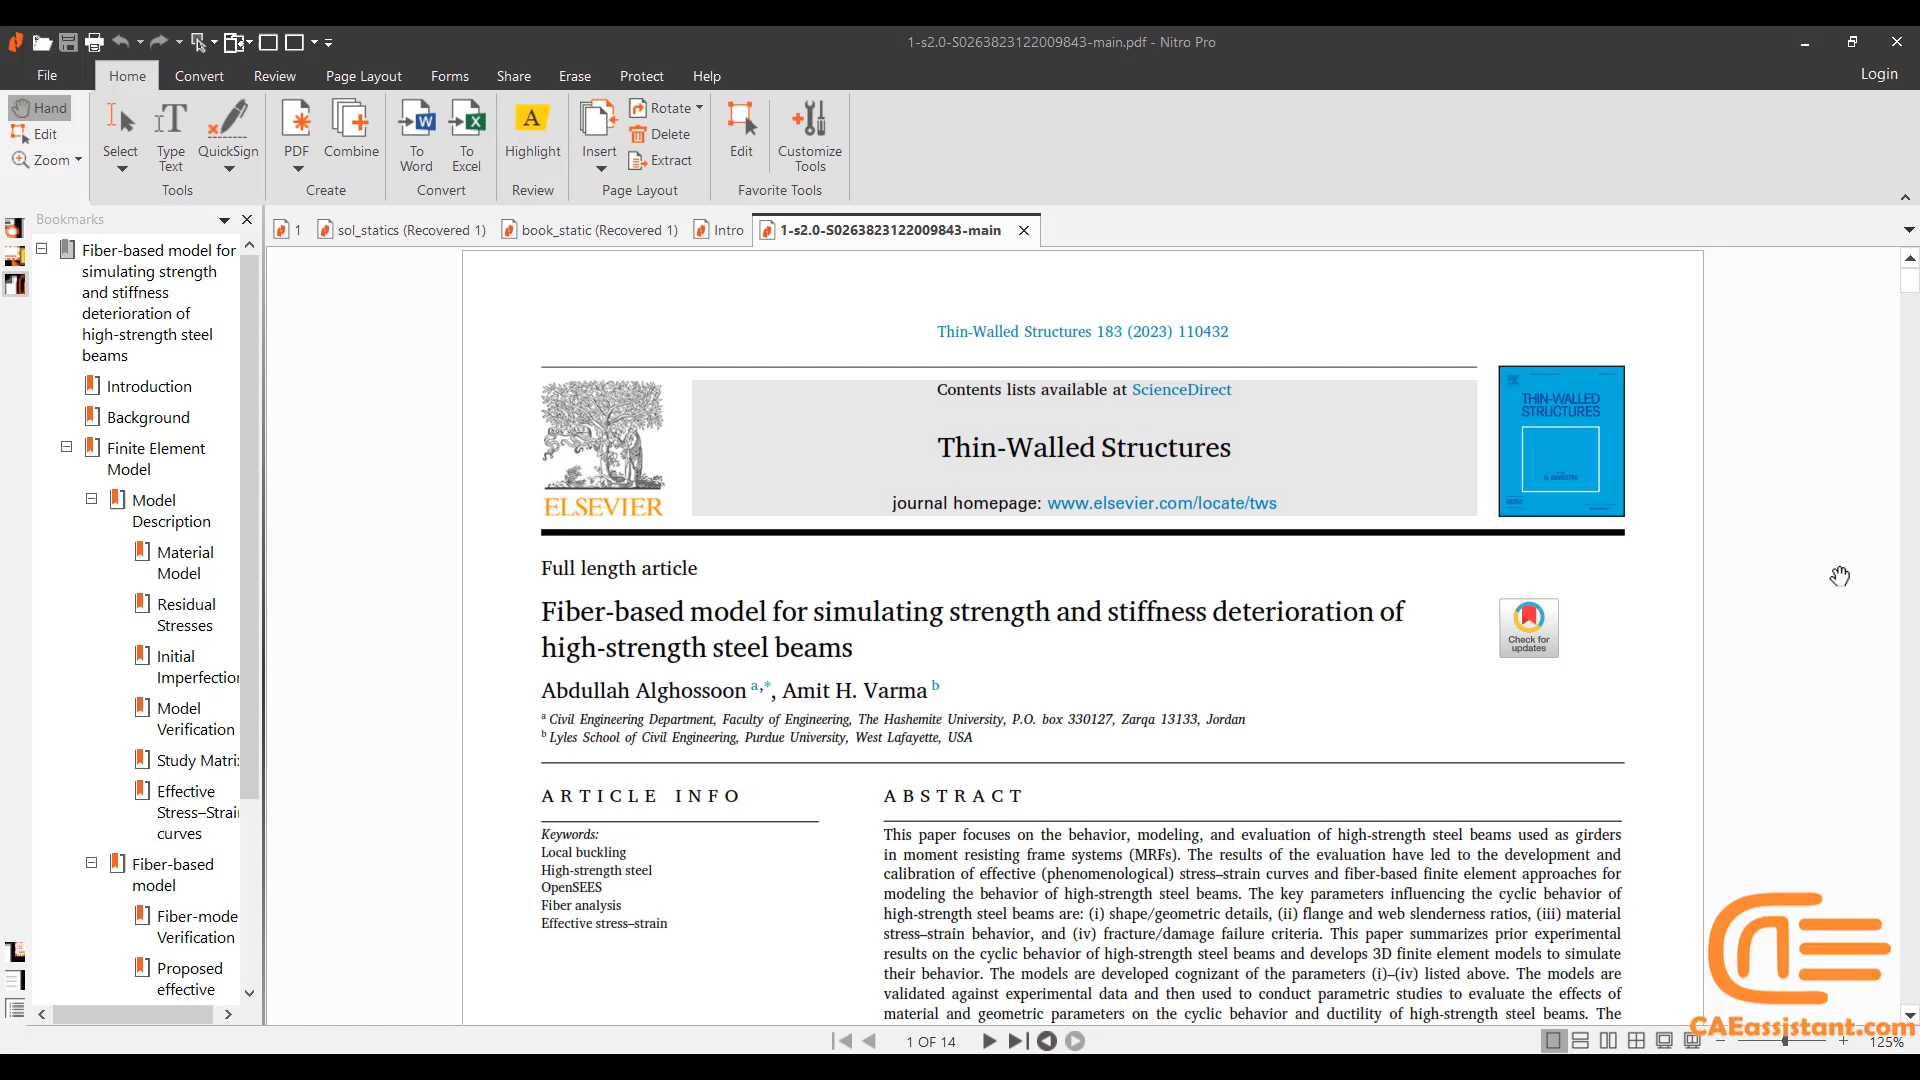 1-s2.0-S0263823122009843-main.pdf - Nitro Pro
File Home Convert Review Page Layout Forms Share Erase Protect Help Login
Hand
Edit
Zoom
Select
Type
Text
QuickSign
Tools
PDF
Combine
Create
To
Word
To
Excel
Convert
Highlight
Review
Insert
Rotate
Delete
Extract
Page Layout
Edit
Customize
Tools
Favorite Tools
Bookmarks
Fiber-based model for
simulating strength
and stiffness
deterioration of
high-strength steel
beams
Introduction
Background
Finite Element
Model
Model
Description
Material
Model
Residual
Stresses
Initial
Imperfection
Model
Verification
Study Matri
Effective
Stress–Strai
curves
Fiber-based
model
Fiber-mode
Verification
Proposed
effective
1 sol_statics (Recovered 1) book_static (Recovered 1) Intro 1-s2.0-S0263823122009843-main
Thin-Walled Structures 183 (2023) 110432
Contents lists available at ScienceDirect
Thin-Walled Structures
journal homepage: www.elsevier.com/locate/tws
ELSEVIER
THIN-WALLED
STRUCTURES
Full length article
Fiber-based model for simulating strength and stiffness deterioration of
high-strength steel beams
Check for
updates
Abdullah Alghossoon a,*, Amit H. Varma b
a Civil Engineering Department, Faculty of Engineering, The Hashemite University, P.O. box 330127, Zarqa 13133, Jordan
b Lyles School of Civil Engineering, Purdue University, West Lafayette, USA
ARTICLE INFO
Keywords:
Local buckling
High-strength steel
OpenSEES
Fiber analysis
Effective stress–strain
ABSTRACT
This paper focuses on the behavior, modeling, and evaluation of high-strength steel beams used as girders
in moment resisting frame systems (MRFs). The results of the evaluation have led to the development and
calibration of effective (phenomenological) stress–strain curves and fiber-based finite element approaches for
modeling the behavior of high-strength steel beams. The key parameters influencing the cyclic behavior of
high-strength steel beams are: (i) shape/geometric details, (ii) flange and web slenderness ratios, (iii) material
stress–strain behavior, and (iv) fracture/damage failure criteria. This paper summarizes prior experimental
results on the cyclic behavior of high-strength steel beams and develops 3D finite element models to simulate
their behavior. The models are developed cognizant of the parameters (i)–(iv) listed above. The models are
validated against experimental data and then used to conduct parametric studies to evaluate the effects of
material and geometric parameters on the cyclic behavior and ductility of high-strength steel beams. The
1 OF 14
125%
CAEassistant.com